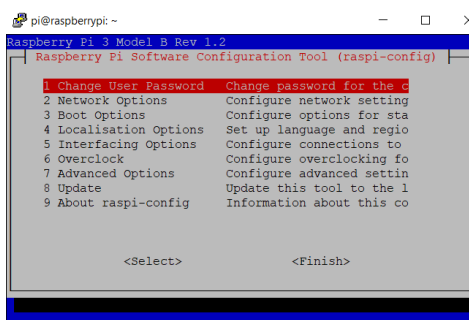 pi@raspberrypi: ~
Raspberry Pi 3 Model B Rev 1.2
Raspberry Pi Software Configuration Tool (raspi-config)
1 Change User Password Change password for the c
2 Network Options Configure network setting
3 Boot Options Configure options for sta
4 Localisation Options Set up language and regio
5 Interfacing Options Configure connections to
6 Overclock Configure overclocking fo
7 Advanced Options Configure advanced settin
8 Update Update this tool to the l
9 About raspi-config Information about this co
<Select> <Finish>